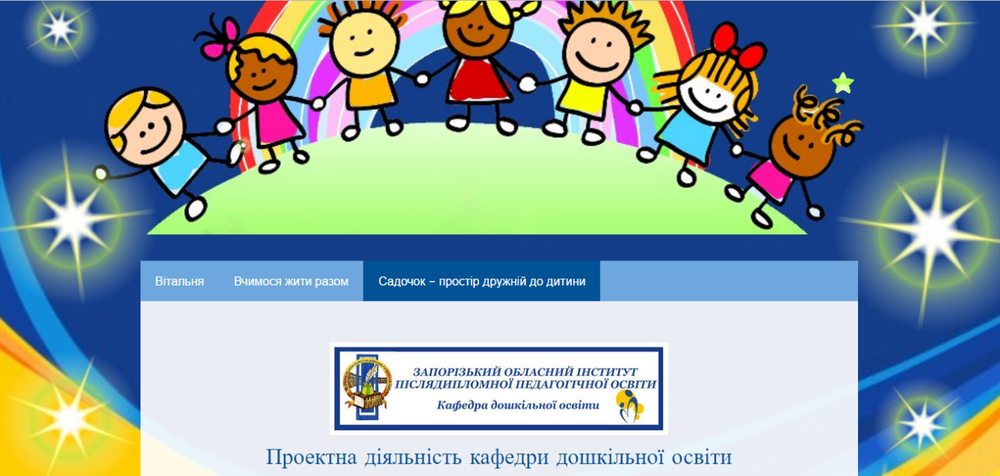 Вітальня
Вчимося жити разом
Садочок – простір дружній до дитини
ЗАПОРІЗЬКИЙ ОБЛАСНИЙ ІНСТИТУТ
ПІСЛЯДИПЛОМНОЇ ПЕДАГОГІЧНОЇ ОСВІТИ
Кафедра дошкільної освіти
Проектна діяльність кафедри дошкільної освіти